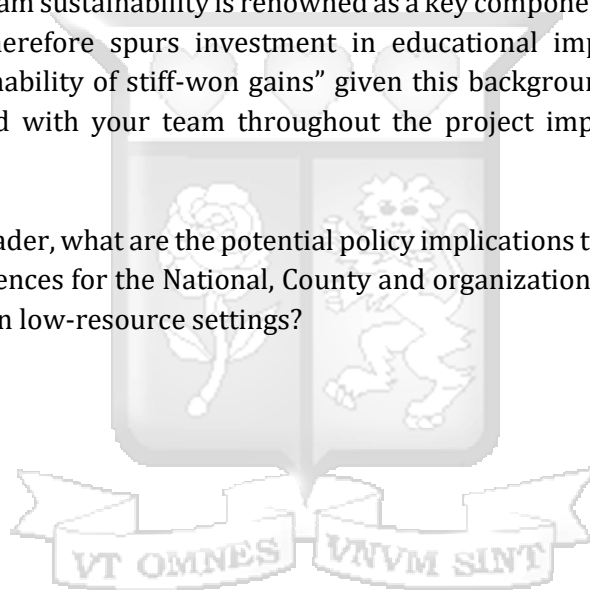 am sustainability is renowned as a key compone
erefore spurs investment in educational imp
nability of stiff-won gains” given this backgroun
d with your team throughout the project imp
ader, what are the potential policy implications t
ences for the National, County and organization
n low-resource settings?
VT OMNES VNVM SINT